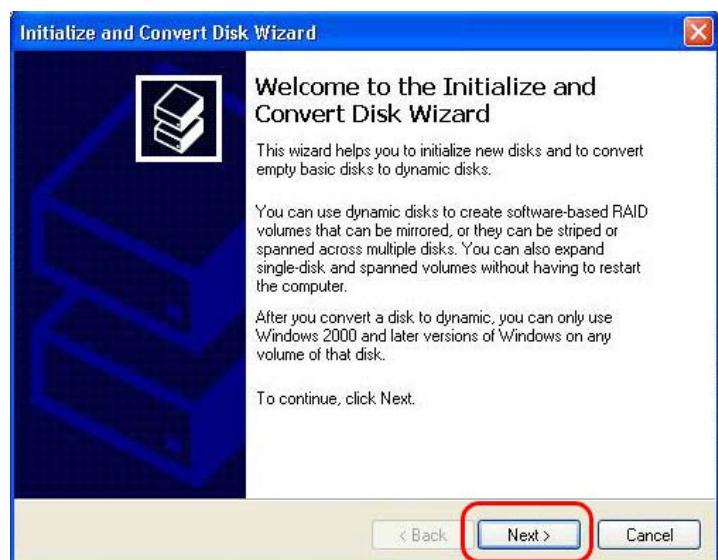 Initialize and Convert Disk Wizard
Welcome to the Initialize and
Convert Disk Wizard
This wizard helps you to initialize new disks and to convert
empty basic disks to dynamic disks.
You can use dynamic disks to create software-based RAID
volumes that can be mirrored, or they can be striped or
spanned across multiple disks. You can also expand
single-disk and spanned volumes without having to restart
the computer.
After you convert a disk to dynamic, you can only use
Windows 2000 and later versions of Windows on any
volume of that disk.
To continue, click Next.
< Back Next > Cancel